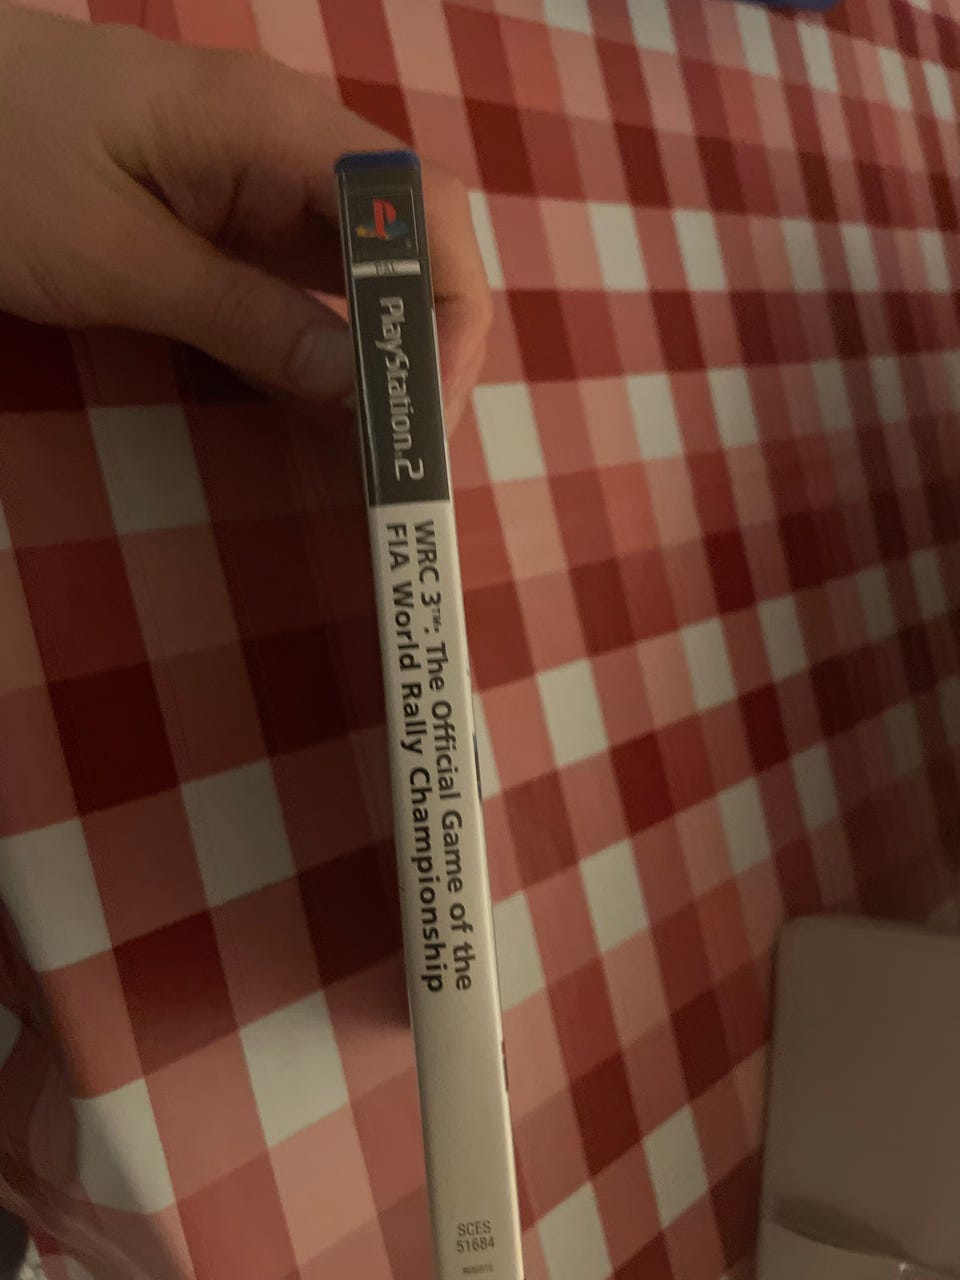 PAL
PlayStation.2
WRC 3™: The Official Game of the
FIA World Rally Championship
SCES
51684